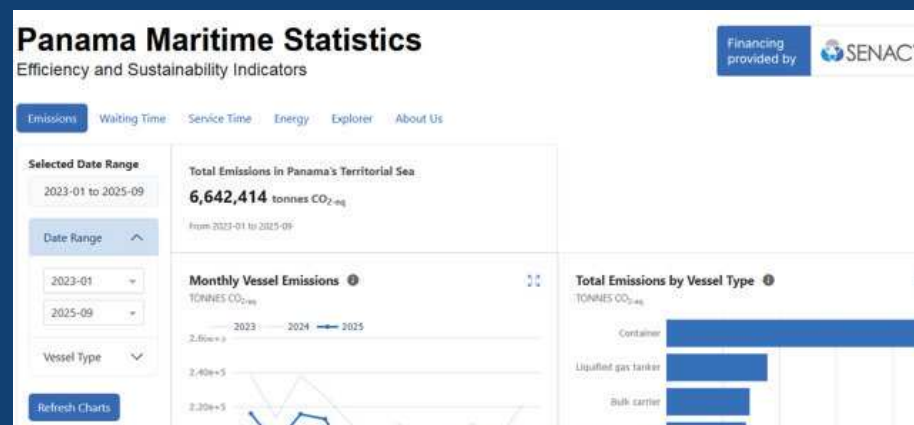 Panama Maritime Statistics
Efficiency and Sustainability Indicators
Financing
provided by
SENAC
Emissions Waiting Time Service Time Energy Explorer About Us
Selected Date Range
2023-01 to 2025-09
Date Range
2023-01
2025-09
Vessel Type
Refresh Charts
Total Emissions in Panama's Territorial Sea
6,642,414 tonnes CO2-eq
From 2023-01 to 2025-09
Monthly Vessel Emissions
TONNES CO2-eq
2023 2024 2025
2.60e+5
2.40e+5
2.20e+5
Total Emissions by Vessel Type
TONNES CO2-eq
Container
Liquified gas tanker
Bulk carrier